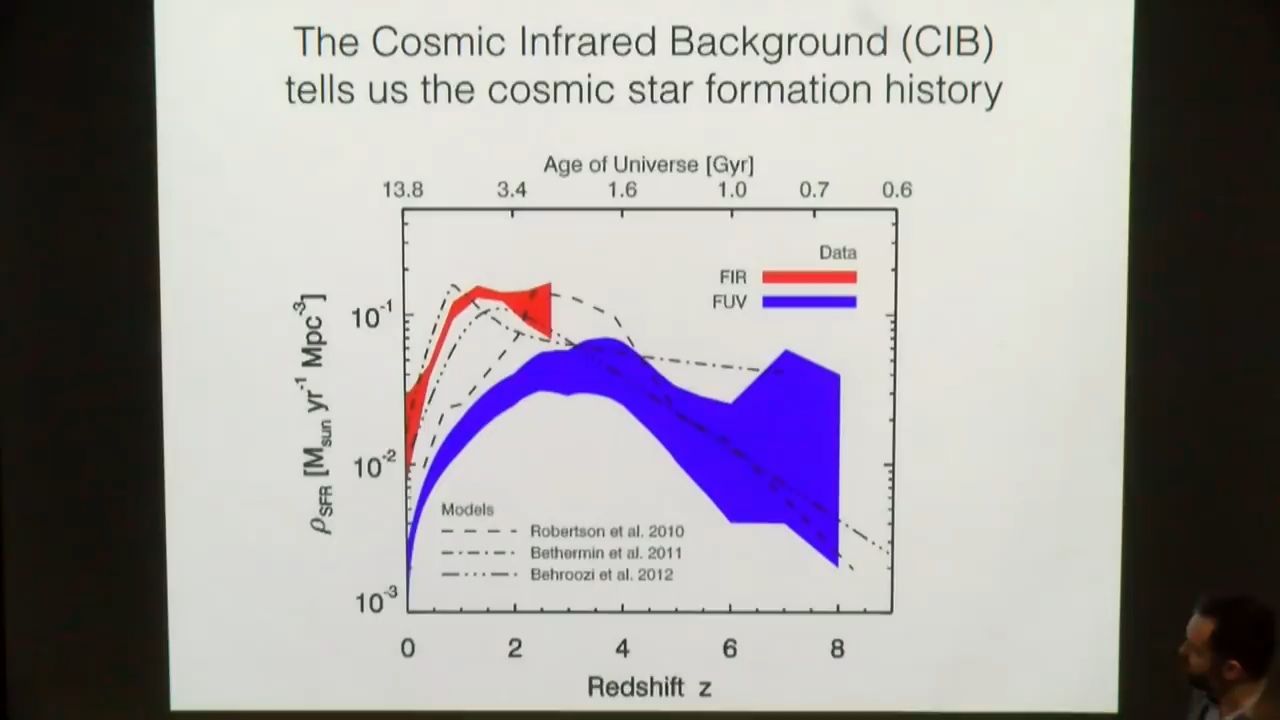 The Cosmic Infrared Background (CIB)
tells us the cosmic star formation history
Age of Universe [Gyr]
13.8 3.4 1.6 1.0 0.7 0.6
Data
FIR
FUV
10⁻¹
10⁻²
10⁻³
ρSFR [Msun yr⁻¹ Mpc⁻³]
Models
Robertson et al. 2010
Bethermin et al. 2011
Behroozi et al. 2012
0 2 4 6 8
Redshift z